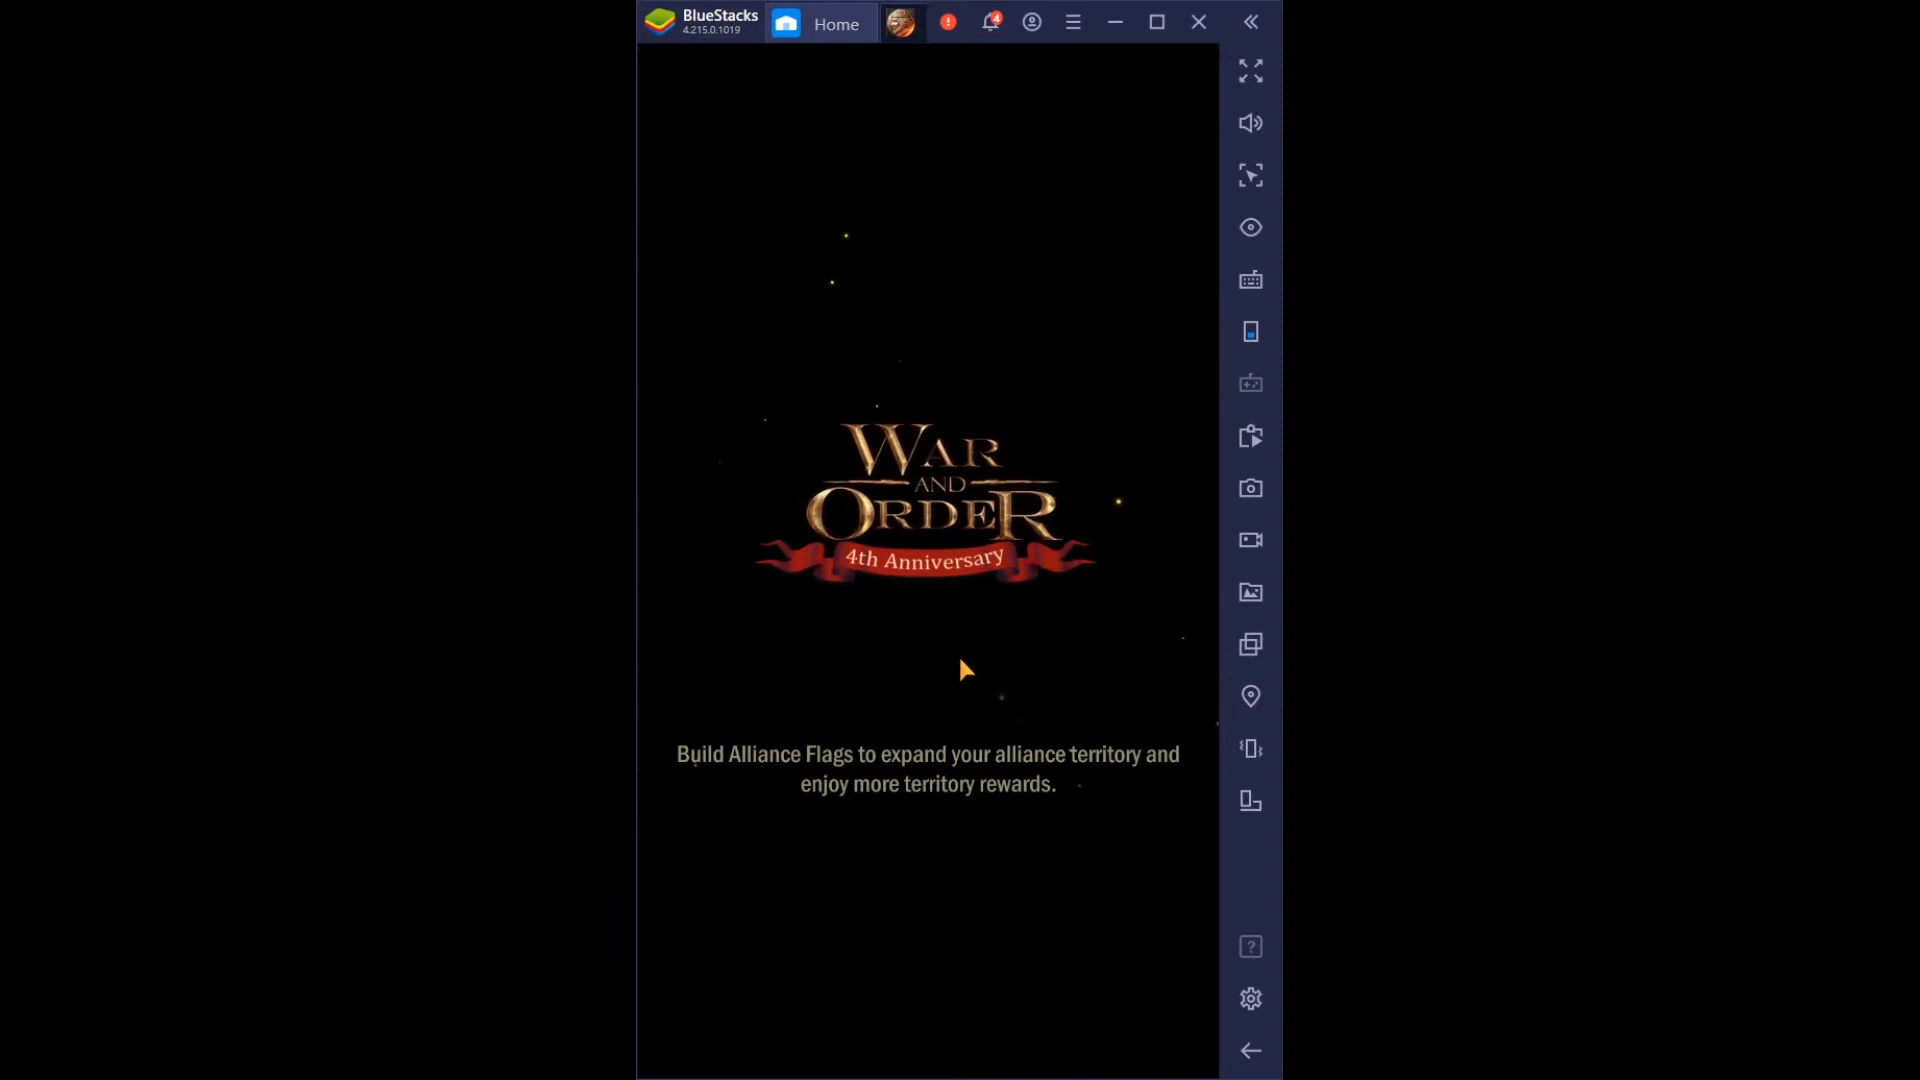 BlueStacks
4.215.0.1019
Home
4
WAR
AND
ORDER
4th Anniversary
Build Alliance Flags to expand your alliance territory and
enjoy more territory rewards.